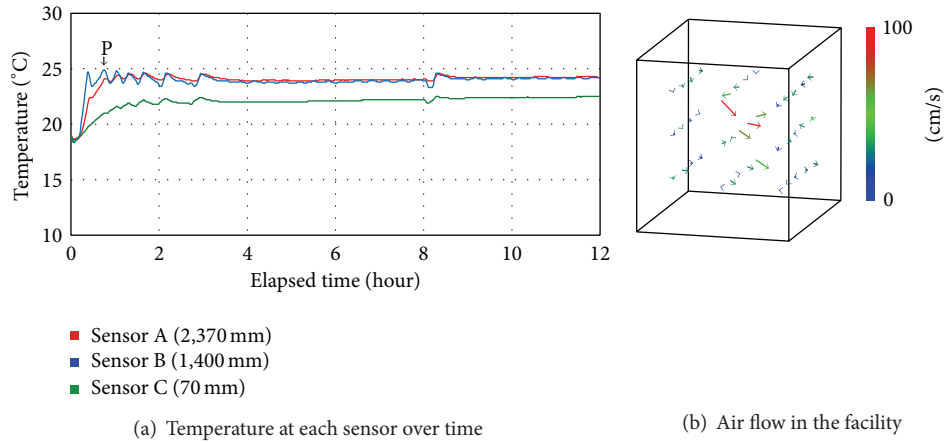 30
25
20
15
10
Temperature (°C)
P
0
2
4
6
8
10
12
Elapsed time (hour)
Sensor A (2,370 mm)
Sensor B (1,400 mm)
Sensor C (70 mm)
(a) Temperature at each sensor over time
100
0
(cm/s)
(b) Air flow in the facility